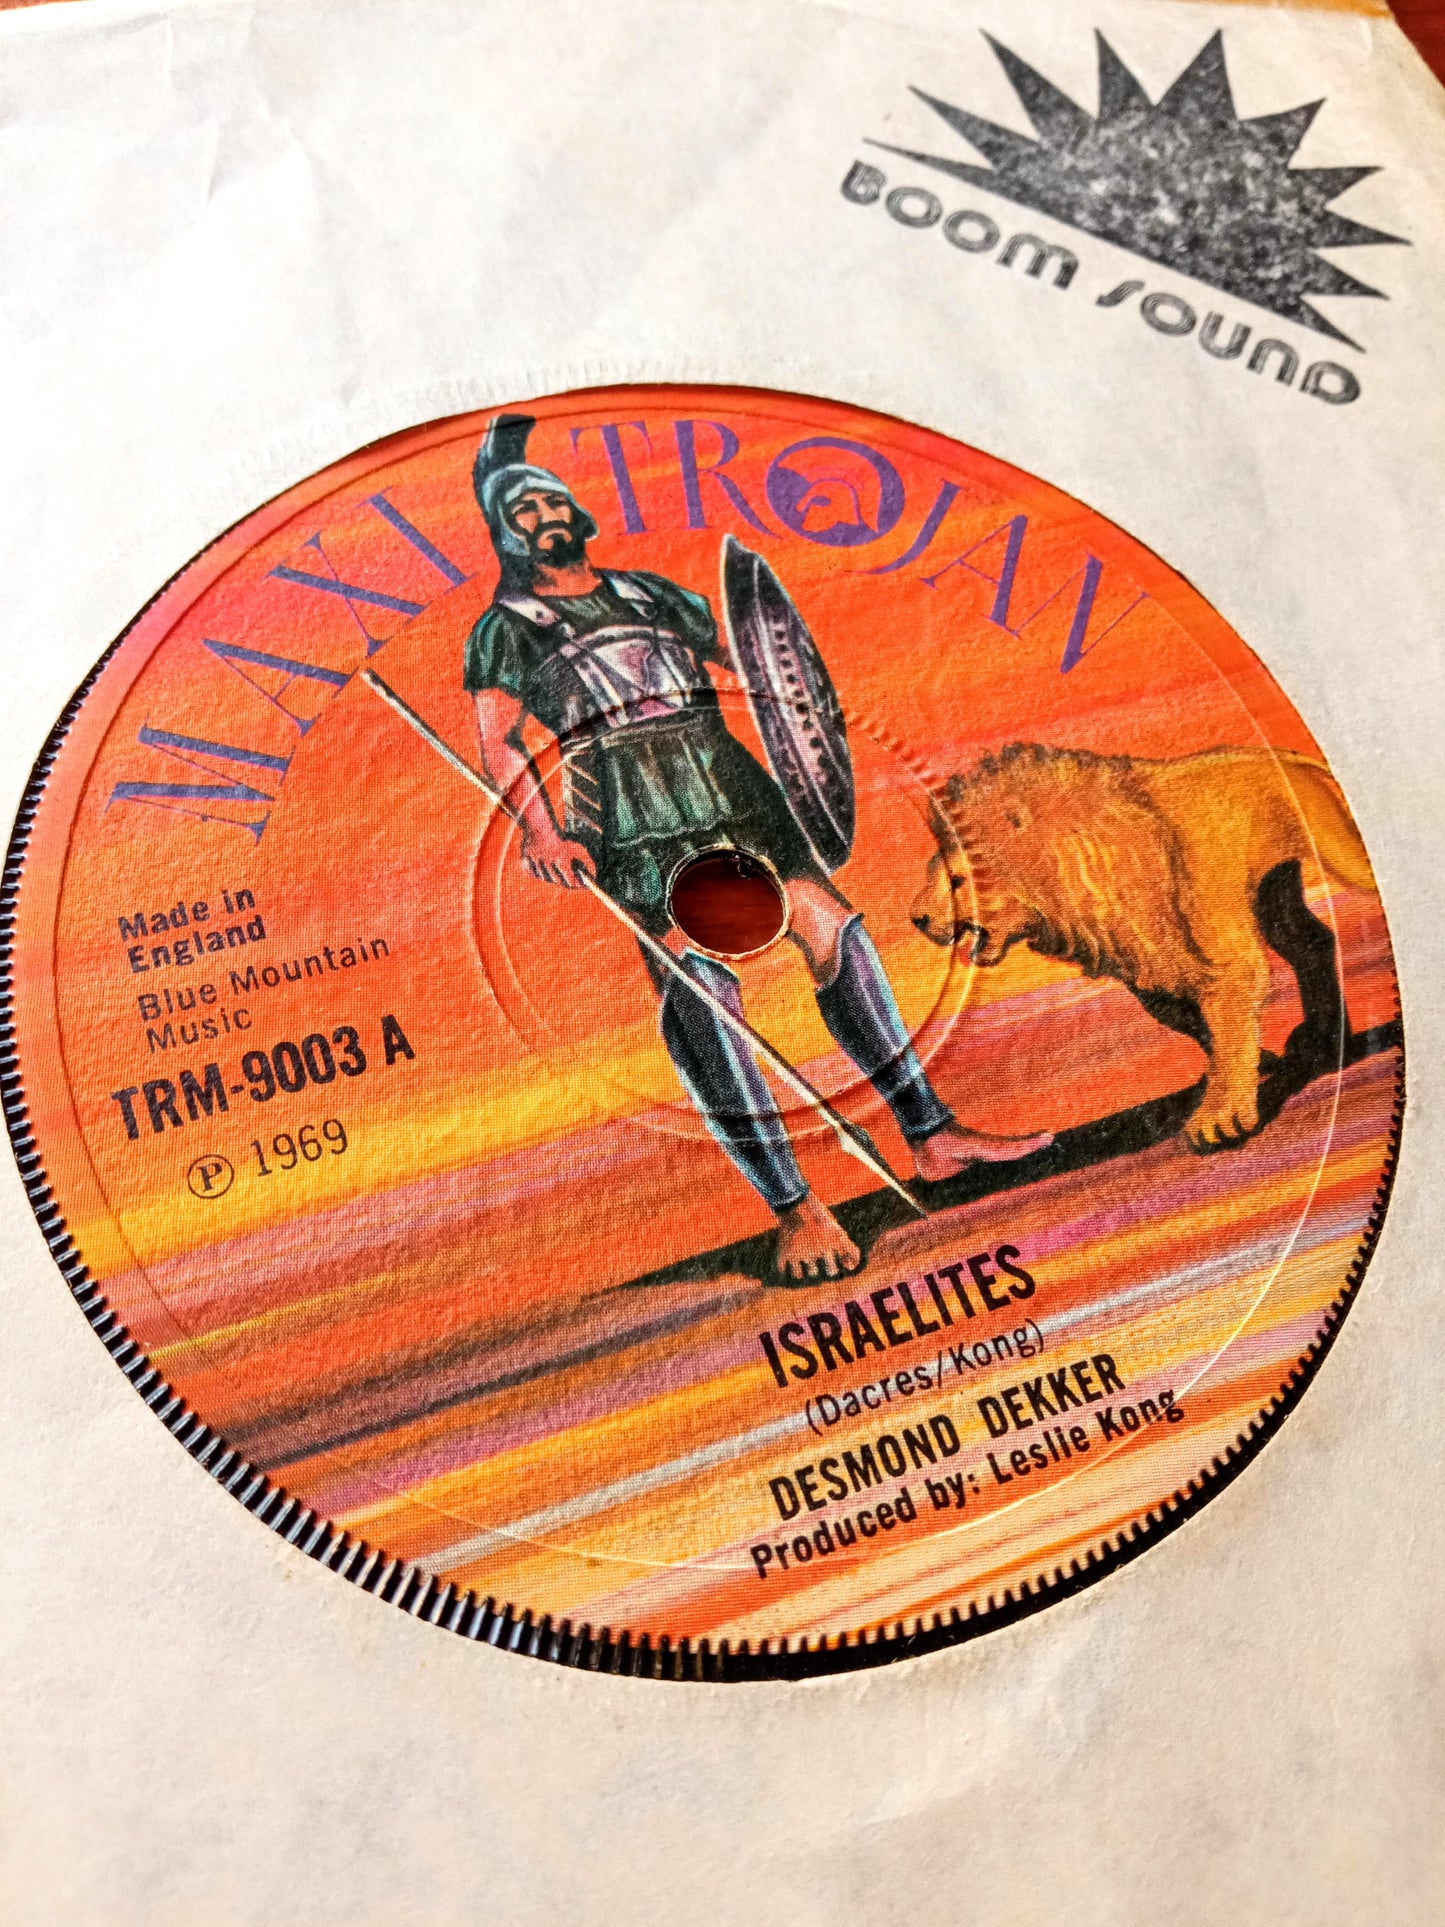 BOOM SOUND
MAXI TROJAN
Made in
England
Blue Mountain
Music
TRM-9003 A
Ⓟ 1969
ISRAELITES
(Dacres/Kong)
DESMOND DEKKER
Produced by: Leslie Kong